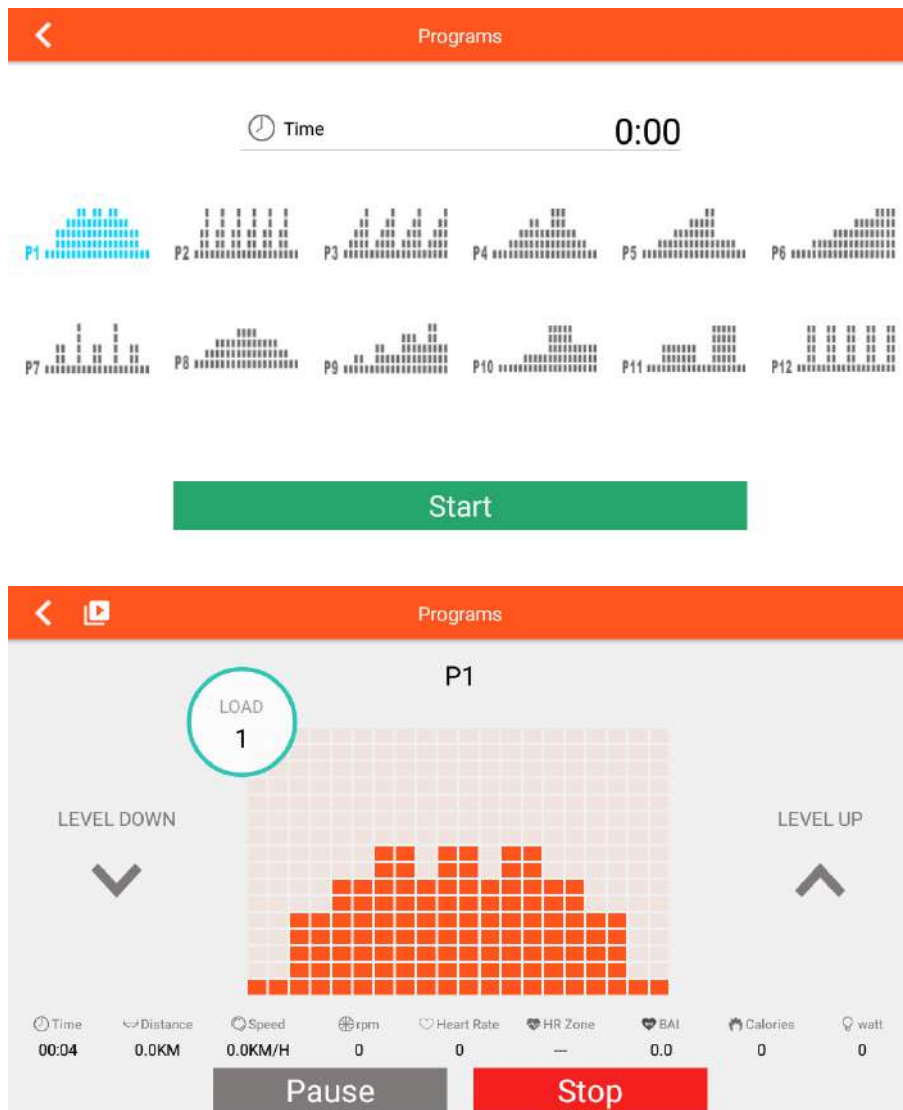 Programs
Time 0:00
P1 P2 P3 P4 P5 P6
P7 P8 P9 P10 P11 P12
Start
Programs
P1
LOAD
1
LEVEL DOWN LEVEL UP
Time Distance Speed rpm Heart Rate HR Zone BAI Calories watt
00:04 0.0KM 0.0KM/H 0 0 --- 0.0 0 0
Pause Stop